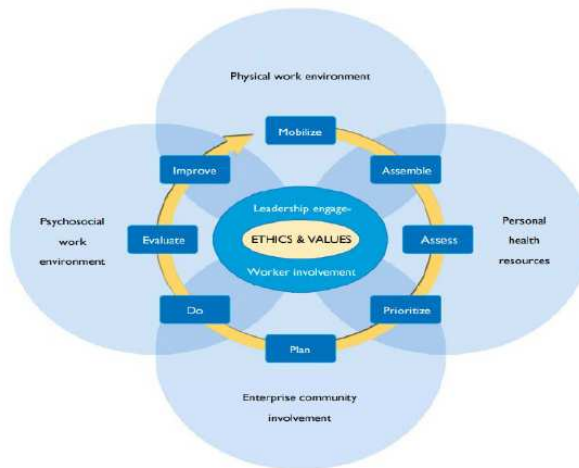 Physical work environment
Mobilize
Improve
Assemble
Leadership engage-
Psychosocial
work
environment
Evaluate
ETHICS & VALUES
Assess
Personal
health
resources
Worker involvement
Do
Prioritize
Plan
Enterprise community
involvement